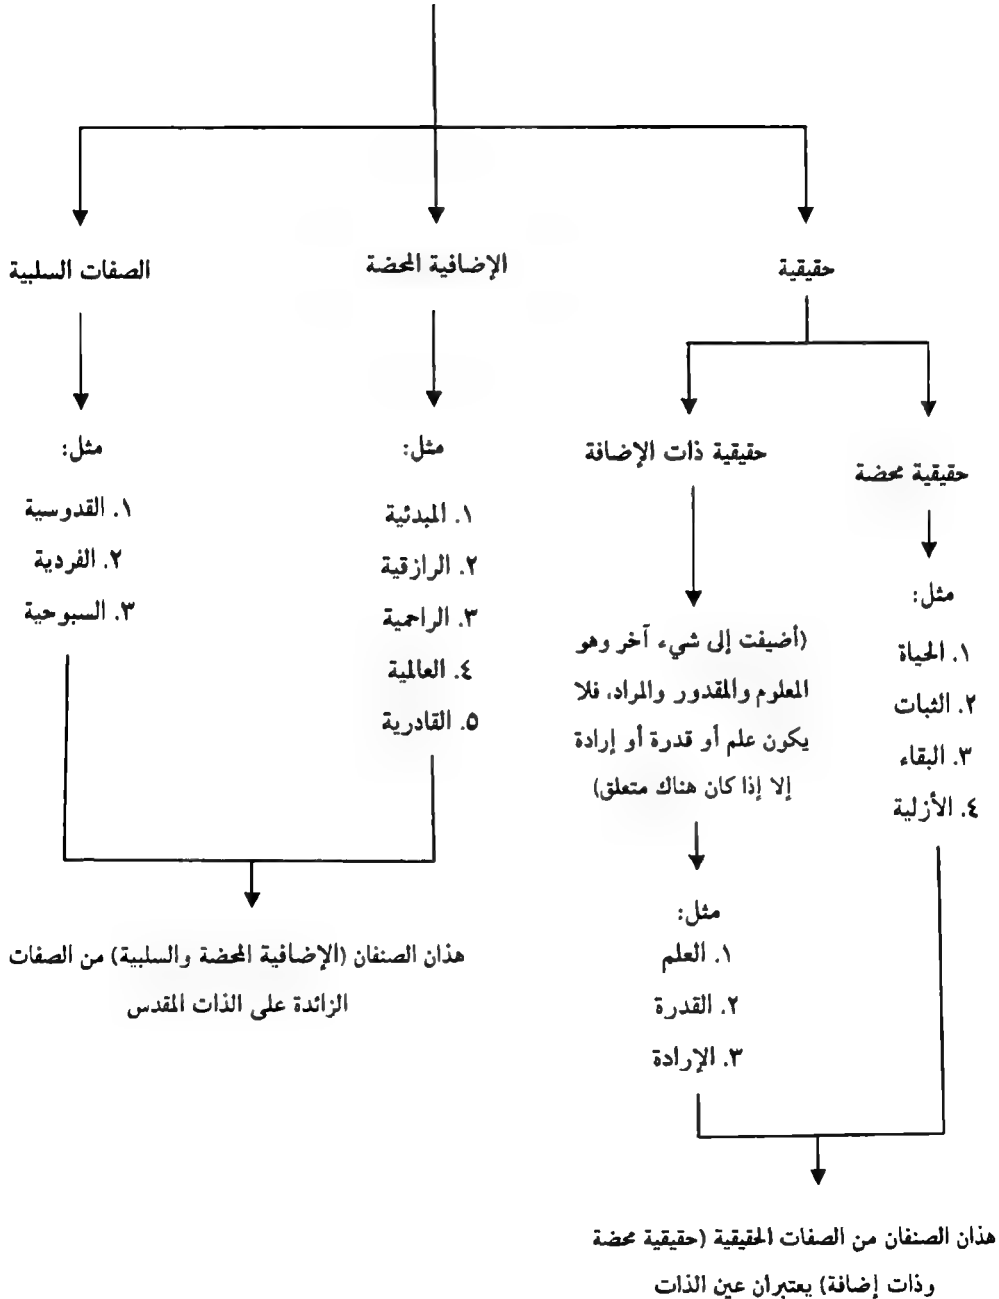 حقيقية
الإضافية المحضة
الصفات السلبية
حقيقية محضة
مثل:
١. الحياة
٢. الثبات
٣. البقاء
٤. الأزلية
حقيقية ذات الإضافة
(أضيفت إلى شيء آخر وهو
المعلوم والمقدور والمراد، فلا
يكون علم أو قدرة أو إرادة
إلا إذا كان هناك متعلق)
مثل:
١. العلم
٢. القدرة
٣. الإرادة
هذان الصنفان من الصفات الحقيقية (حقيقية محضة
وذات إضافة) يعتبران عين الذات
مثل:
١. المبدئية
٢. الرازقية
٣. الراحمية
٤. العالمية
٥. القادرية
مثل:
١. القدوسية
٢. الفردية
٣. السبوحية
هذان الصنفان (الإضافية المحضة والسلبية) من الصفات
الزائدة على الذات المقدس